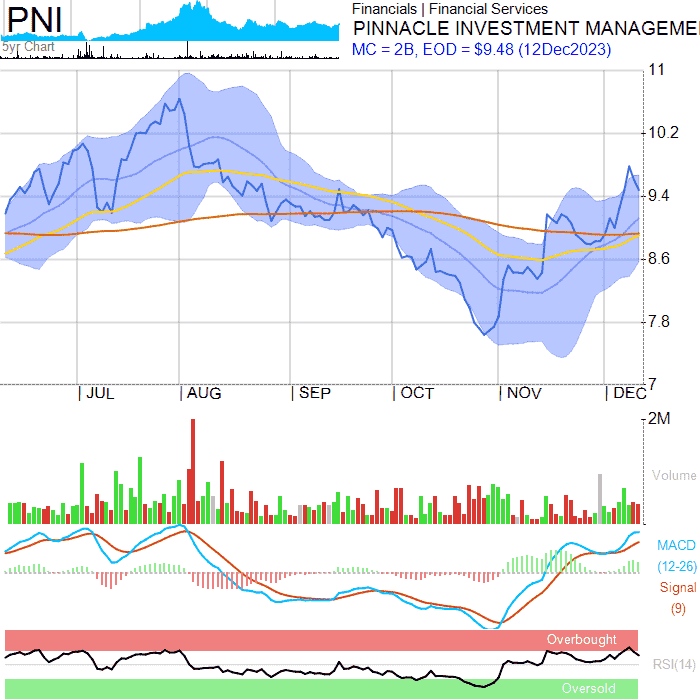 PNI
5yr Chart
Financials | Financial Services
PINNACLE INVESTMENT MANAGEME
MC = 2B, EOD = $9.48 (12Dec2023)
11
10.2
9.4
8.6
7.8
7
JUL
AUG
SEP
OCT
NOV
DEC
2M
Volume
MACD
(12-26)
Signal
(9)
Overbought
RSI(14)
Oversold